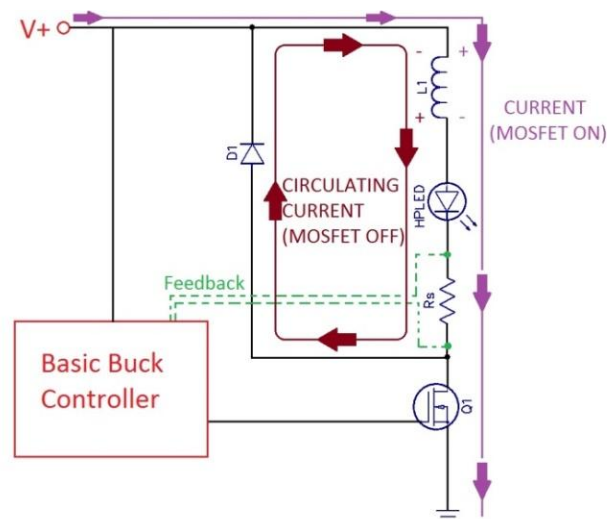 V+
-
+
L1
+
-
CURRENT
(MOSFET ON)
D1
CIRCULATING
CURRENT
(MOSFET OFF)
HPLED
Feedback
Rs
Basic Buck
Controller
Q1